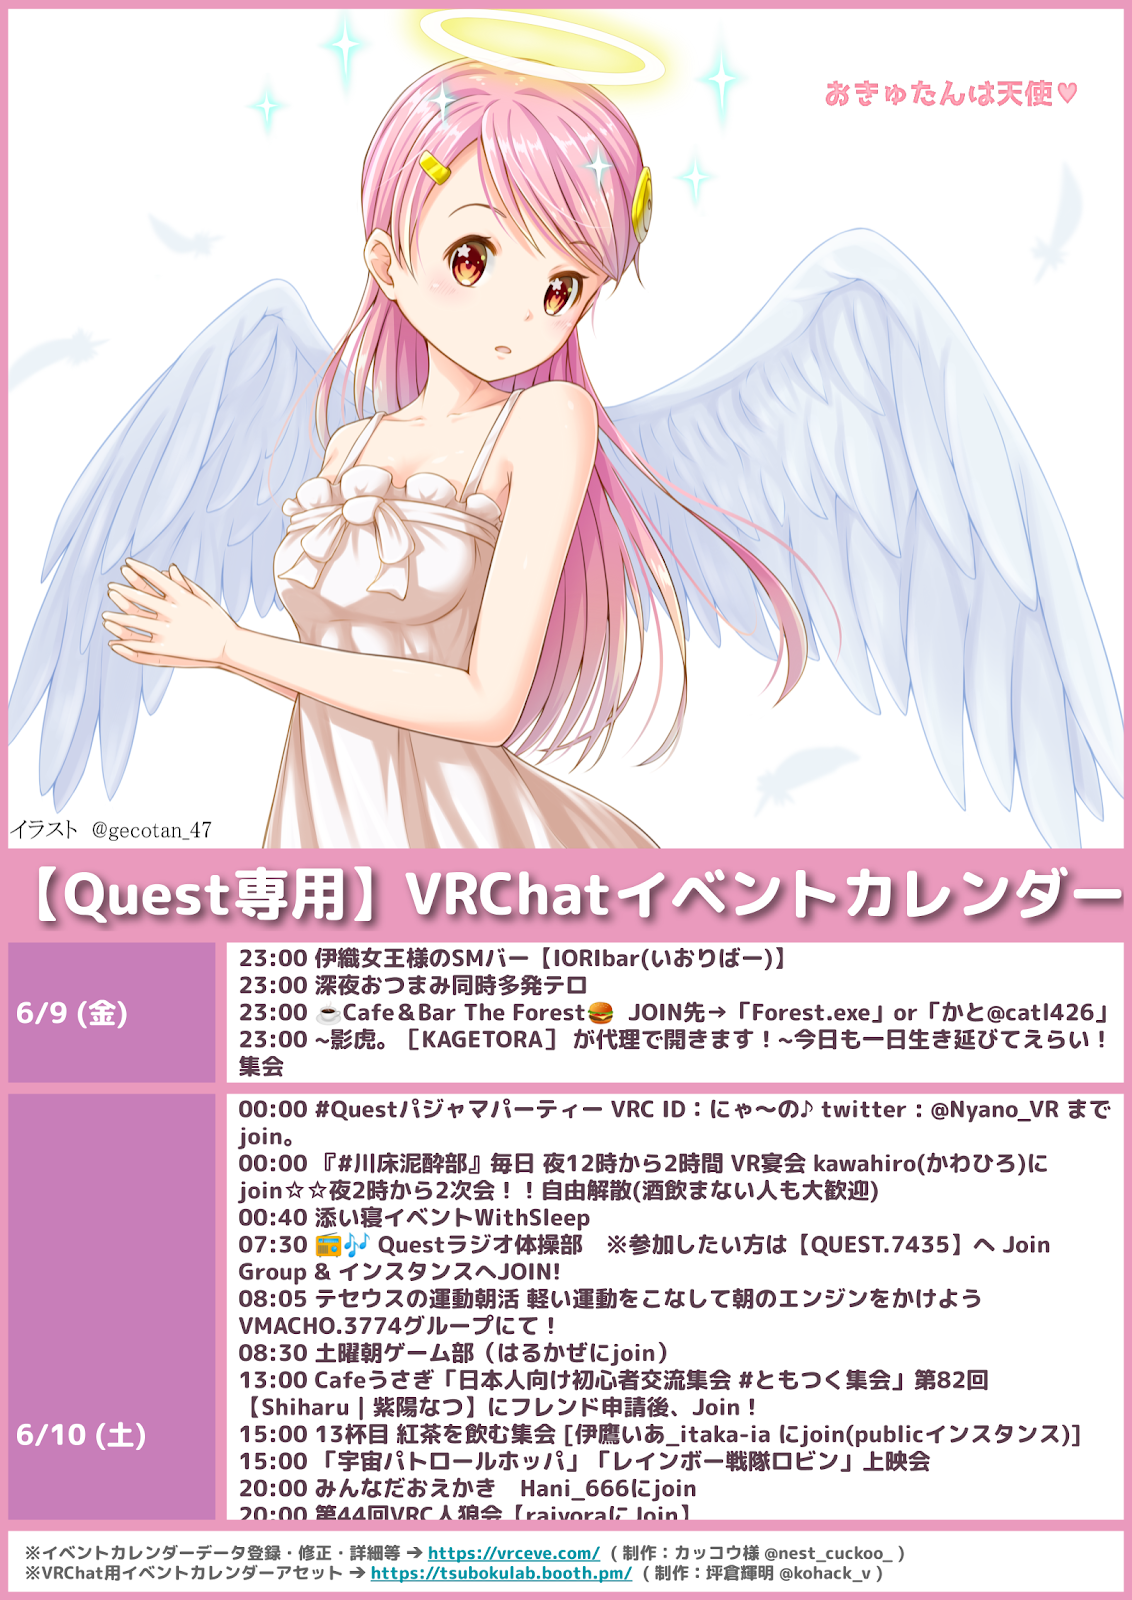 おきゅたんは天使♥
イラスト @gecotan_47
【Quest専用】VRChatイベントカレンダー
6/9 (金)
23:00 伊織女王様のSMバー【IORIbar(いおりばー)】
23:00 深夜おつまみ同時多発テロ
23:00 ☕Cafe＆Bar The Forest🍔 JOIN先→「Forest.exe」or「かと@catl426」
23:00 ~影虎。［KAGETORA］ が代理で開きます！~今日も一日生き延びてえらい！
集会
6/10 (土)
00:00 #Questパジャマパーティー VRC ID：にゃ〜の♪ twitter : @Nyano_VR まで
join。
00:00 『#川床泥酔部』毎日 夜12時から2時間 VR宴会 kawahiro(かわひろ)に
join☆☆夜2時から2次会！！自由解散(酒飲まない人も大歓迎)
00:40 添い寝イベントWithSleep
07:30 📻🎶 Questラジオ体操部　※参加したい方は【QUEST.7435】へ Join
Group & インスタンスへJOIN!
08:05 テセウスの運動朝活 軽い運動をこなして朝のエンジンをかけよう
VMACHO.3774グループにて！
08:30 土曜朝ゲーム部（はるかぜにjoin）
13:00 Cafeうさぎ「日本人向け初心者交流集会 #ともつく集会」第82回
【Shiharu | 紫陽なつ】にフレンド申請後、Join！
15:00 13杯目 紅茶を飲む集会 [伊鷹いあ_itaka-ia にjoin(publicインスタンス)]
15:00 「宇宙パトロールホッパ」「レインボー戦隊ロビン」上映会
20:00 みんなだおえかき　Hani_666にjoin
20:00 第44回VRC人狼会【raivoraにJoin】
※イベントカレンダーデータ登録・修正・詳細等 ➔ https://vrceve.com/ ( 制作：カッコウ様 @nest_cuckoo_ )
※VRChat用イベントカレンダーアセット ➔ https://tsubokulab.booth.pm/ ( 制作：坪倉輝明 @kohack_v )